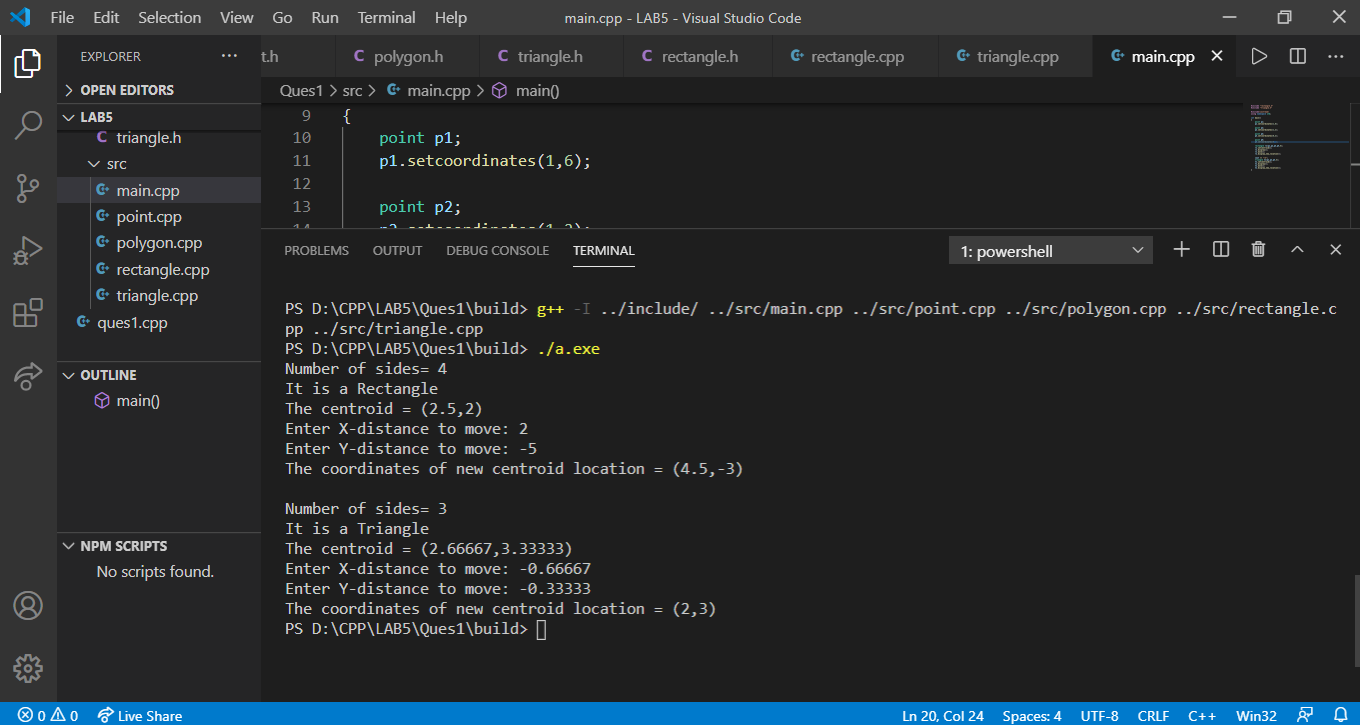 File Edit Selection View Go Run Terminal Help main.cpp - LAB5 - Visual Studio Code
EXPLORER ···
t.h C polygon.h C triangle.h C rectangle.h rectangle.cpp triangle.cpp main.cpp
OPEN EDITORS
LAB5
C triangle.h
src
main.cpp
point.cpp
polygon.cpp
rectangle.cpp
triangle.cpp
ques1.cpp
OUTLINE
main()
NPM SCRIPTS
No scripts found.
Ques1 > src > main.cpp > main()
9 {
10 point p1;
11 p1.setcoordinates(1,6);
12
13 point p2;
14 p2.setcoordinates(1,2);
PROBLEMS OUTPUT DEBUG CONSOLE TERMINAL 1: powershell
PS D:\CPP\LAB5\Ques1\build> g++ -I ../include/ ../src/main.cpp ../src/point.cpp ../src/polygon.cpp ../src/rectangle.c
pp ../src/triangle.cpp
PS D:\CPP\LAB5\Ques1\build> ./a.exe
Number of sides= 4
It is a Rectangle
The centroid = (2.5,2)
Enter X-distance to move: 2
Enter Y-distance to move: -5
The coordinates of new centroid location = (4.5,-3)
Number of sides= 3
It is a Triangle
The centroid = (2.66667,3.33333)
Enter X-distance to move: -0.66667
Enter Y-distance to move: -0.33333
The coordinates of new centroid location = (2,3)
PS D:\CPP\LAB5\Ques1\build>
0 0 Live Share Ln 20, Col 24 Spaces: 4 UTF-8 CRLF C++ Win32